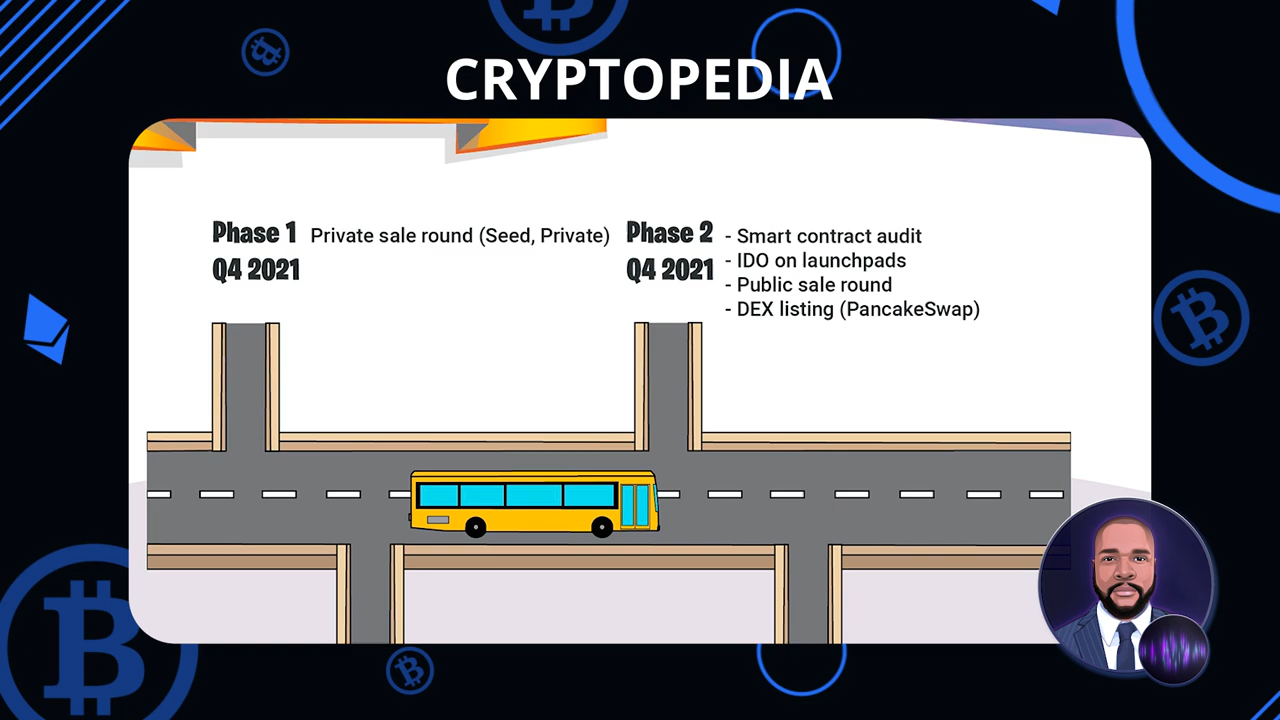 CRYPTOPEDIA
Phase 1 Private sale round (Seed, Private)
Q4 2021
Phase 2 - Smart contract audit
Q4 2021 - IDO on launchpads
- Public sale round
- DEX listing (PancakeSwap)